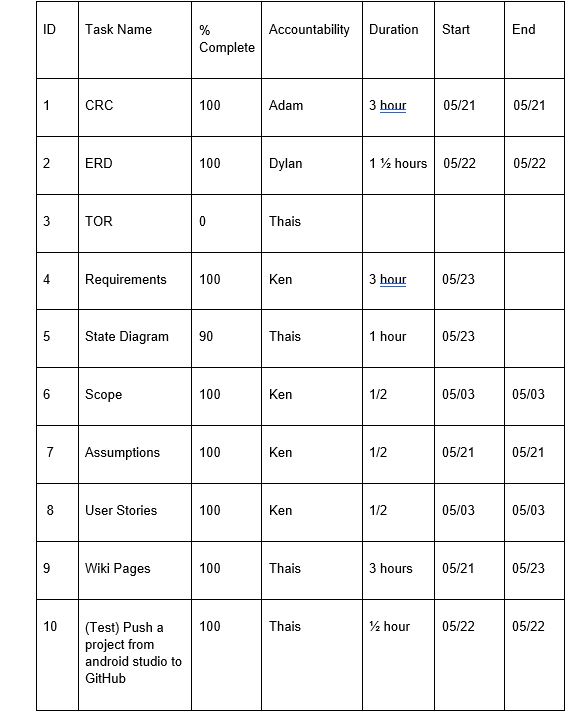 ID Task Name % Complete Accountability Duration Start End
1 CRC 100 Adam 3 hour 05/21 05/21
2 ERD 100 Dylan 1 ½ hours 05/22 05/22
3 TOR 0 Thais
4 Requirements 100 Ken 3 hour 05/23
5 State Diagram 90 Thais 1 hour 05/23
6 Scope 100 Ken 1/2 05/03 05/03
7 Assumptions 100 Ken 1/2 05/21 05/21
8 User Stories 100 Ken 1/2 05/03 05/03
9 Wiki Pages 100 Thais 3 hours 05/21 05/23
10 (Test) Push a 100 Thais ½ hour 05/22 05/22
project from
android studio to
GitHub